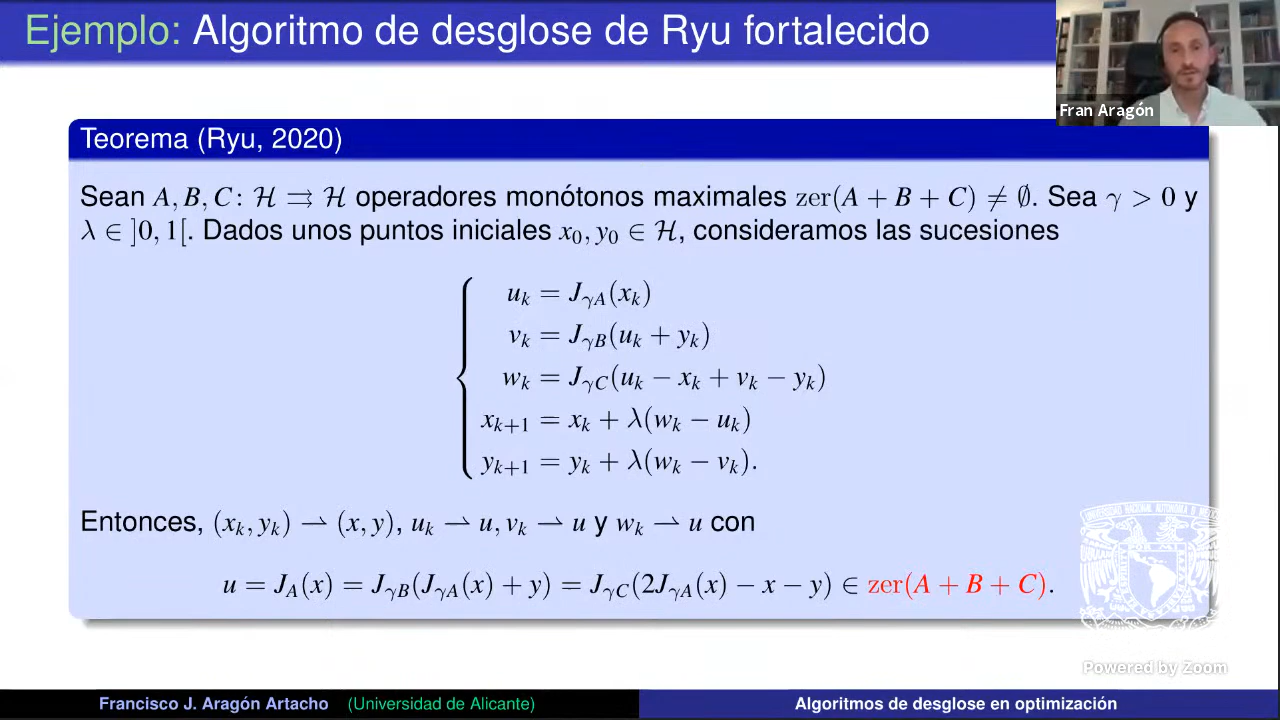 Ejemplo: Algoritmo de desglose de Ryu fortalecido
Fran Aragón
Teorema (Ryu, 2020)
Sean A, B, C: ℋ ⇉ ℋ operadores monótonos maximales zer(A + B + C) ≠ ∅. Sea γ > 0 y
λ ∈ ]0, 1[. Dados unos puntos iniciales x₀, y₀ ∈ ℋ, consideramos las sucesiones
uₖ = J_{γA}(xₖ)
vₖ = J_{γB}(uₖ + yₖ)
wₖ = J_{γC}(uₖ − xₖ + vₖ − yₖ)
xₖ₊₁ = xₖ + λ(wₖ − uₖ)
yₖ₊₁ = yₖ + λ(wₖ − vₖ).
Entonces, (xₖ, yₖ) ⇀ (x, y), uₖ ⇀ u, vₖ ⇀ u y wₖ ⇀ u con
u = J_A(x) = J_{γB}(J_{γA}(x) + y) = J_{γC}(2J_{γA}(x) − x − y) ∈ zer(A + B + C).
Powered by Zoom
Francisco J. Aragón Artacho (Universidad de Alicante)
Algoritmos de desglose en optimización